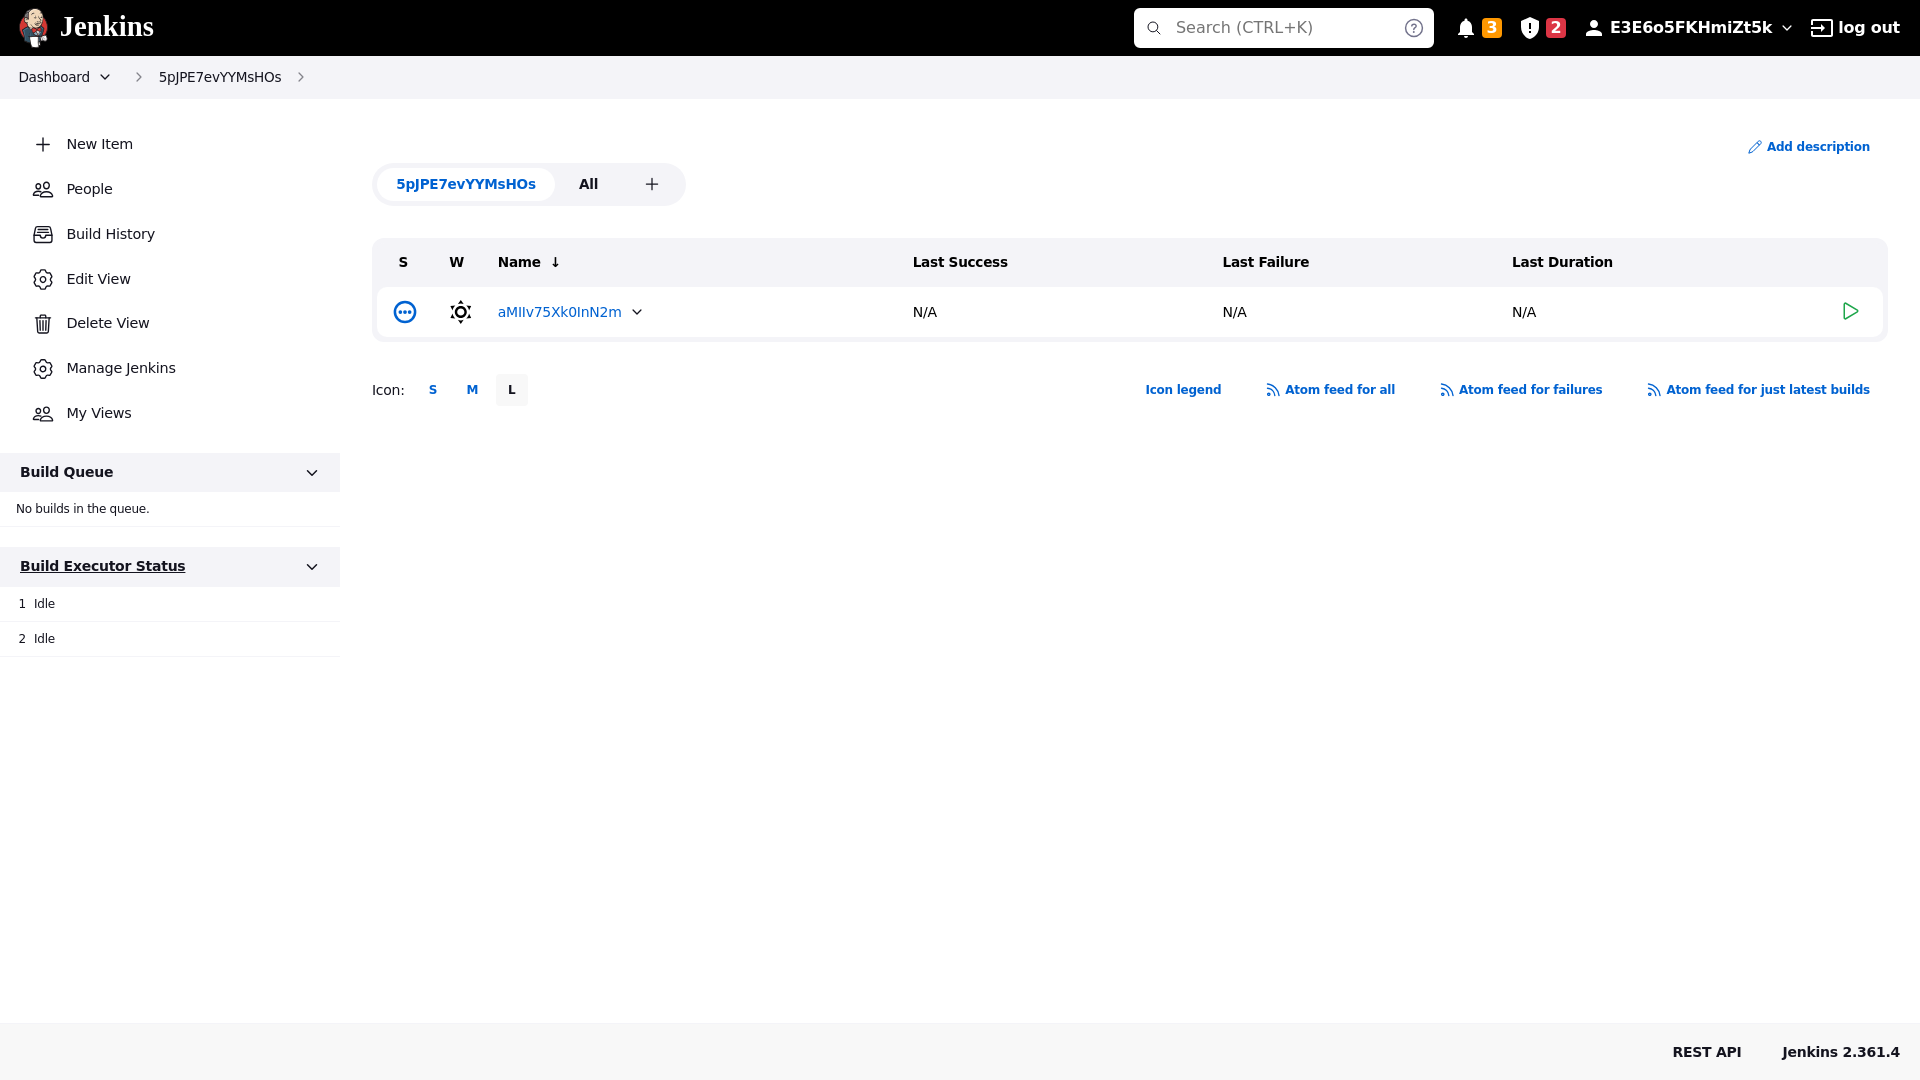 Jenkins
Search (CTRL+K)
3
2
E3E6o5FKHmiZt5k
log out
Dashboard
5pJPE7evYYMsHOs
New Item
People
Build History
Edit View
Delete View
Manage Jenkins
My Views
Build Queue
No builds in the queue.
Build Executor Status
1 Idle
2 Idle
Add description
5pJPE7evYYMsHOs All
S W Name ↓ Last Success Last Failure Last Duration
aMIIv75Xk0InN2m N/A N/A N/A
Icon: S M L
Icon legend Atom feed for all Atom feed for failures Atom feed for just latest builds
REST API Jenkins 2.361.4